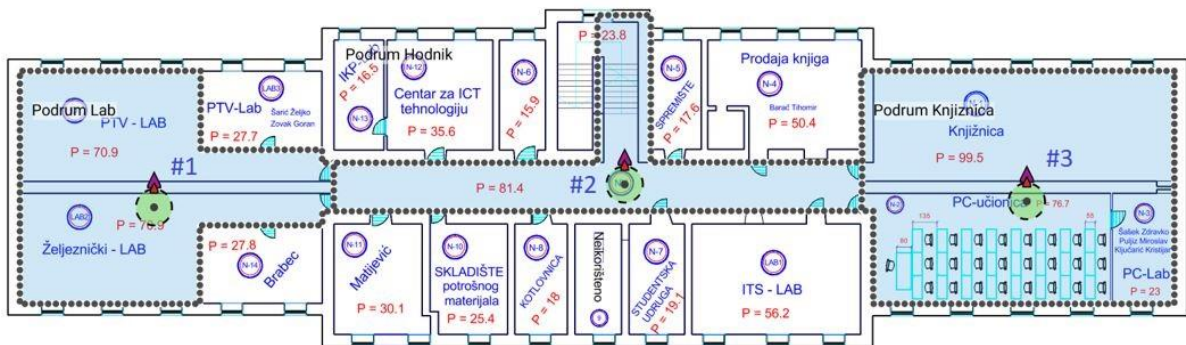 Podrum Lab
PTV - LAB
P = 70.9
#1
LAB2
Željeznički - LAB
LAB3
PTV-Lab
Šarić Željko
Zovak Goran
P = 27.7
P = 27.8
N-14
Brabec
Podrum Hodnik
P = 16.5
N-13
N-12
Centar za ICT
tehnologiju
P = 35.6
N-6
P = 15.9
P = 23.8
N-5
SPREMIŠTE
P = 17.6
Prodaja knjiga
N-4
Barač Tihomir
P = 50.4
P = 81.4
#2
N-11
Matijević
P = 30.1
N-10
SKLADIŠTE
potrošnog
materijala
P = 25.4
N-8
KOTLOVNICA
P = 18
Neikorišteno
9
N-7
STUDENTSKA
UDRUGA
P = 19.1
LAB1
ITS - LAB
P = 56.2
Podrum Knjiznica
Knjižnica
P = 99.5
#3
N-2
PC-učionica
P = 76.7
135
55
80
N-3
Šašek Zdravko
Puljiz Miroslav
Ključarić Kristijan
PC-Lab
P = 23